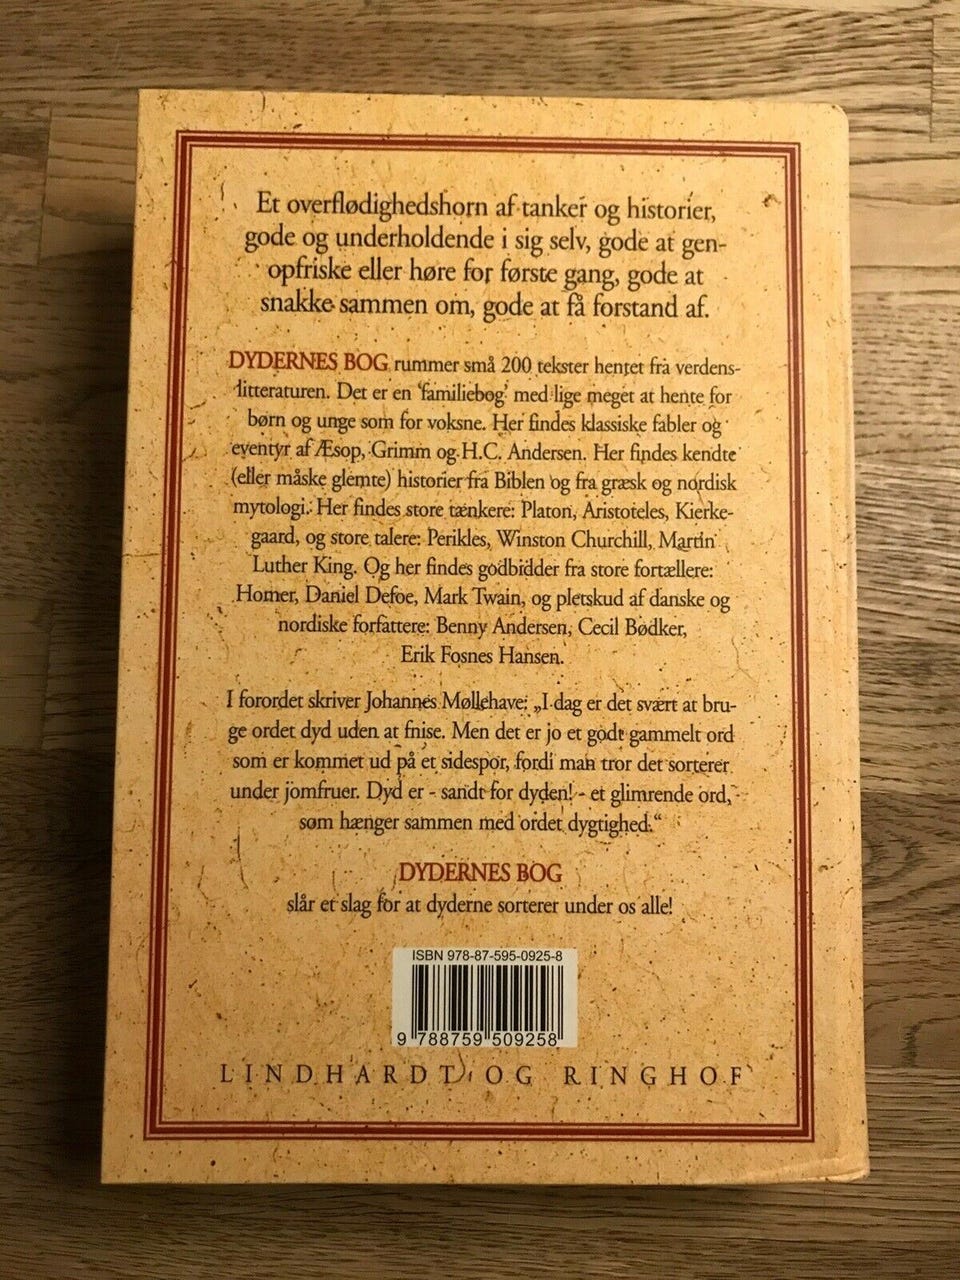 Et overflødighedshorn af tanker og historier,
gode og underholdende i sig selv, gode at gen-
opfriske eller høre for første gang, gode at
snakke sammen om, gode at få forstand af.
DYDERNES BOG rummer små 200 tekster hentet fra verdens-
litteraturen. Det er en 'familiebog' med lige meget at hente for
børn og unge som for voksne. Her findes klassiske fabler og
eventyr af Æsop, Grimm og H.C. Andersen. Her findes kendte
(eller måske glemte) historier fra Biblen og fra græsk og nordisk
mytologi. Her findes store tænkere: Platon, Aristoteles, Kierke-
gaard, og store talere: Perikles, Winston Churchill, Martin
Luther King. Og her findes godbidder fra store fortællere:
Homer, Daniel Defoe, Mark Twain, og pletskud af danske og
nordiske forfattere: Benny Andersen, Cecil Bødker,
Erik Fosnes Hansen.
I forordet skriver Johannes Møllehave: „I dag er det svært at bru-
ge ordet dyd uden at fnise. Men det er jo et godt gammelt ord
som er kommet ud på et sidespor, fordi man tror det sorterer
under jomfruer. Dyd er - sandt for dyden! - et glimrende ord,
som hænger sammen med ordet dygtighed.“
DYDERNES BOG
slår et slag for at dyderne sorterer under os alle!
ISBN 978-87-595-0925-8
9 788759 509258
LINDHARDT OG RINGHOF